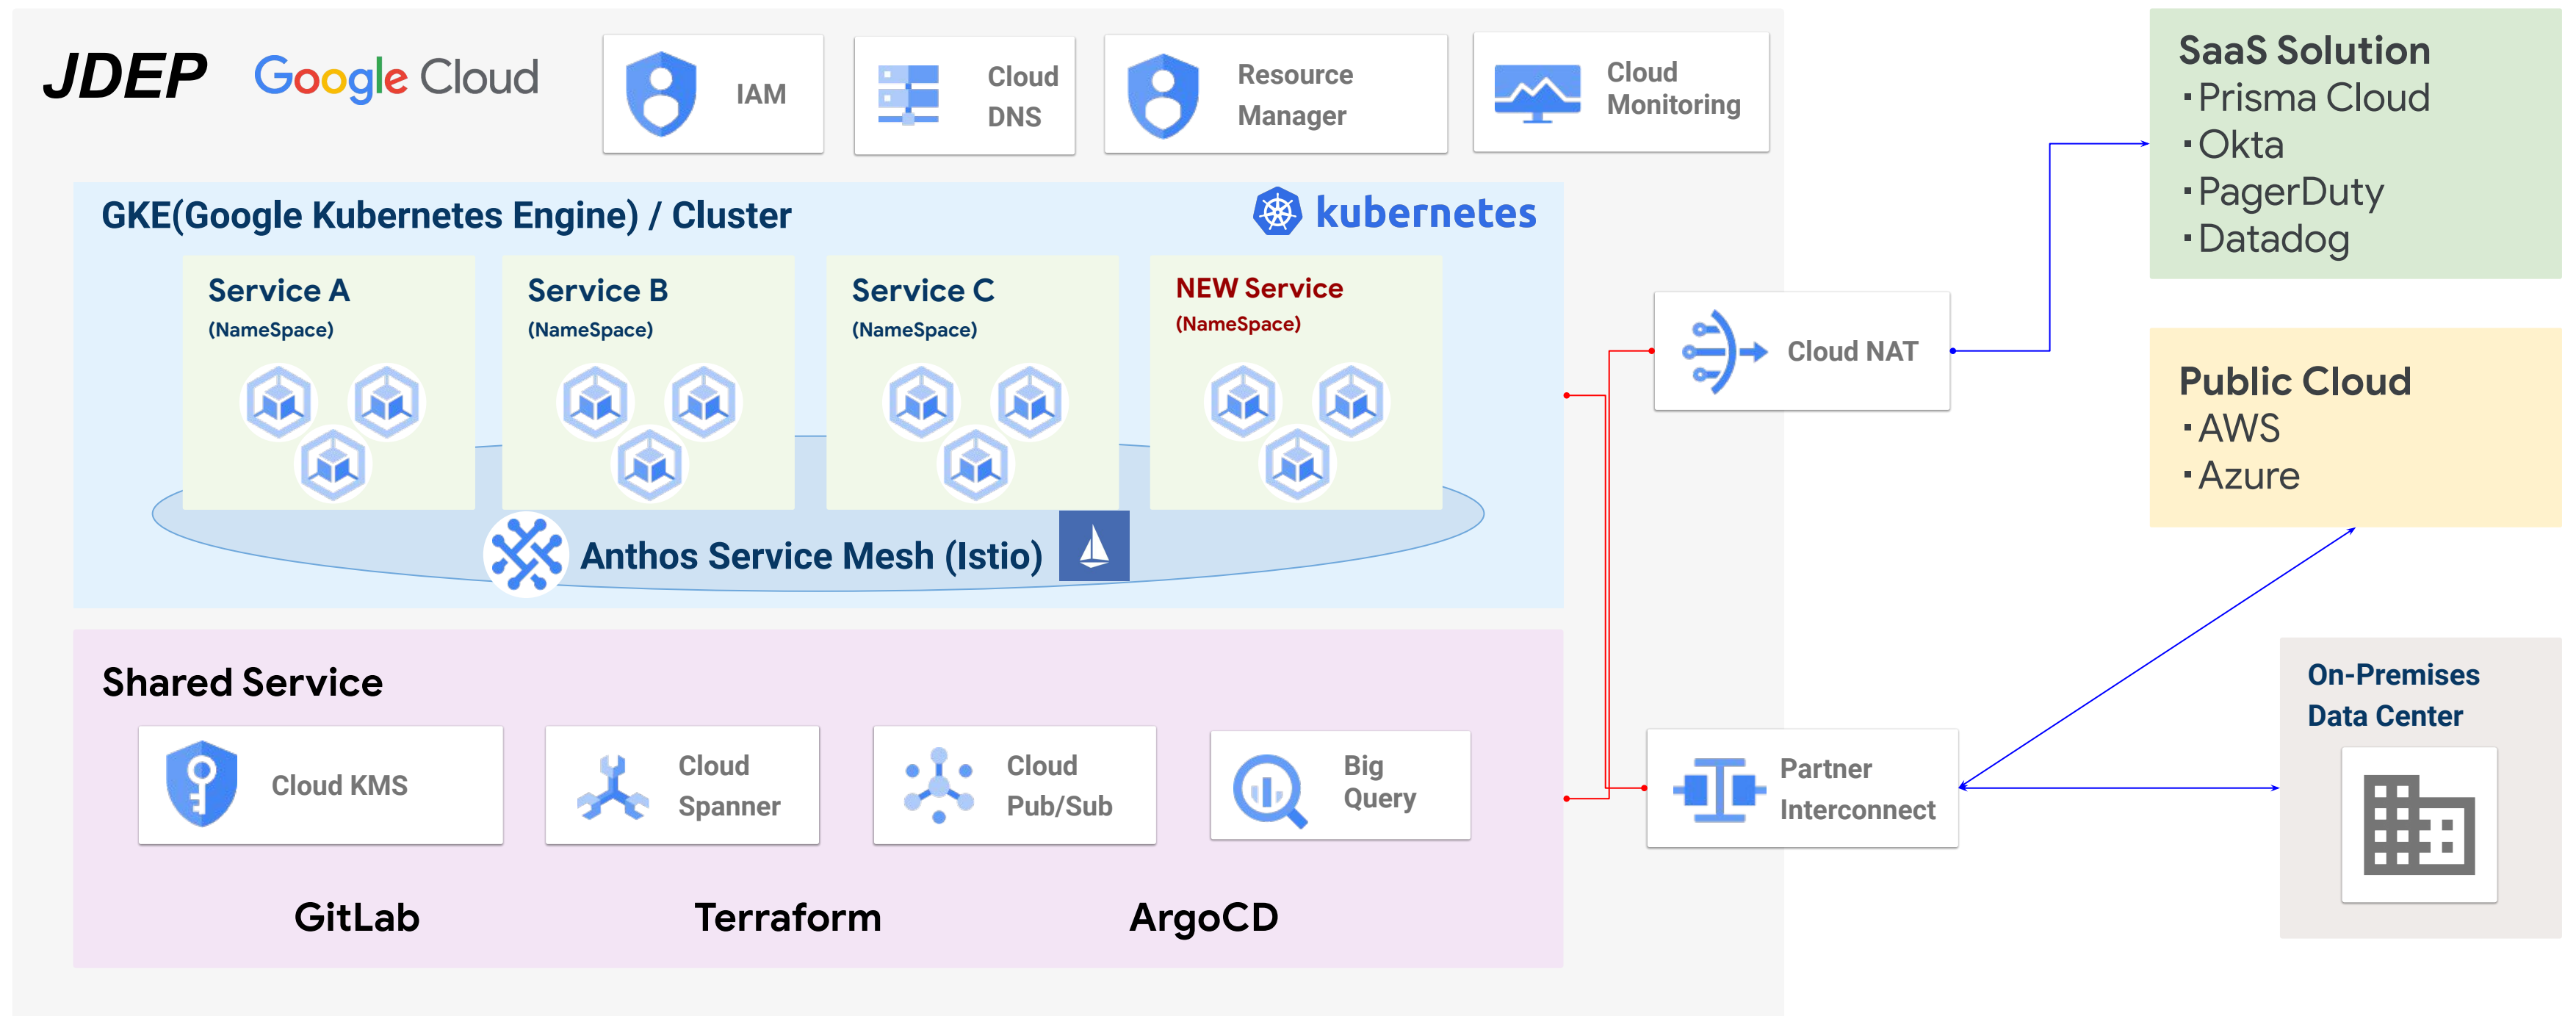 JDEP
Google Cloud
IAM
Cloud
DNS
Resource
Manager
Cloud
Monitoring
GKE(Google Kubernetes Engine) / Cluster
kubernetes
Service A
(NameSpace)
Service B
(NameSpace)
Service C
(NameSpace)
NEW Service
(NameSpace)
Anthos Service Mesh (Istio)
Shared Service
Cloud KMS
Cloud
Spanner
Cloud
Pub/Sub
Big
Query
GitLab
Terraform
ArgoCD
Cloud NAT
Partner
Interconnect
SaaS Solution
・Prisma Cloud
・Okta
・PagerDuty
・Datadog
Public Cloud
・AWS
・Azure
On-Premises
Data Center